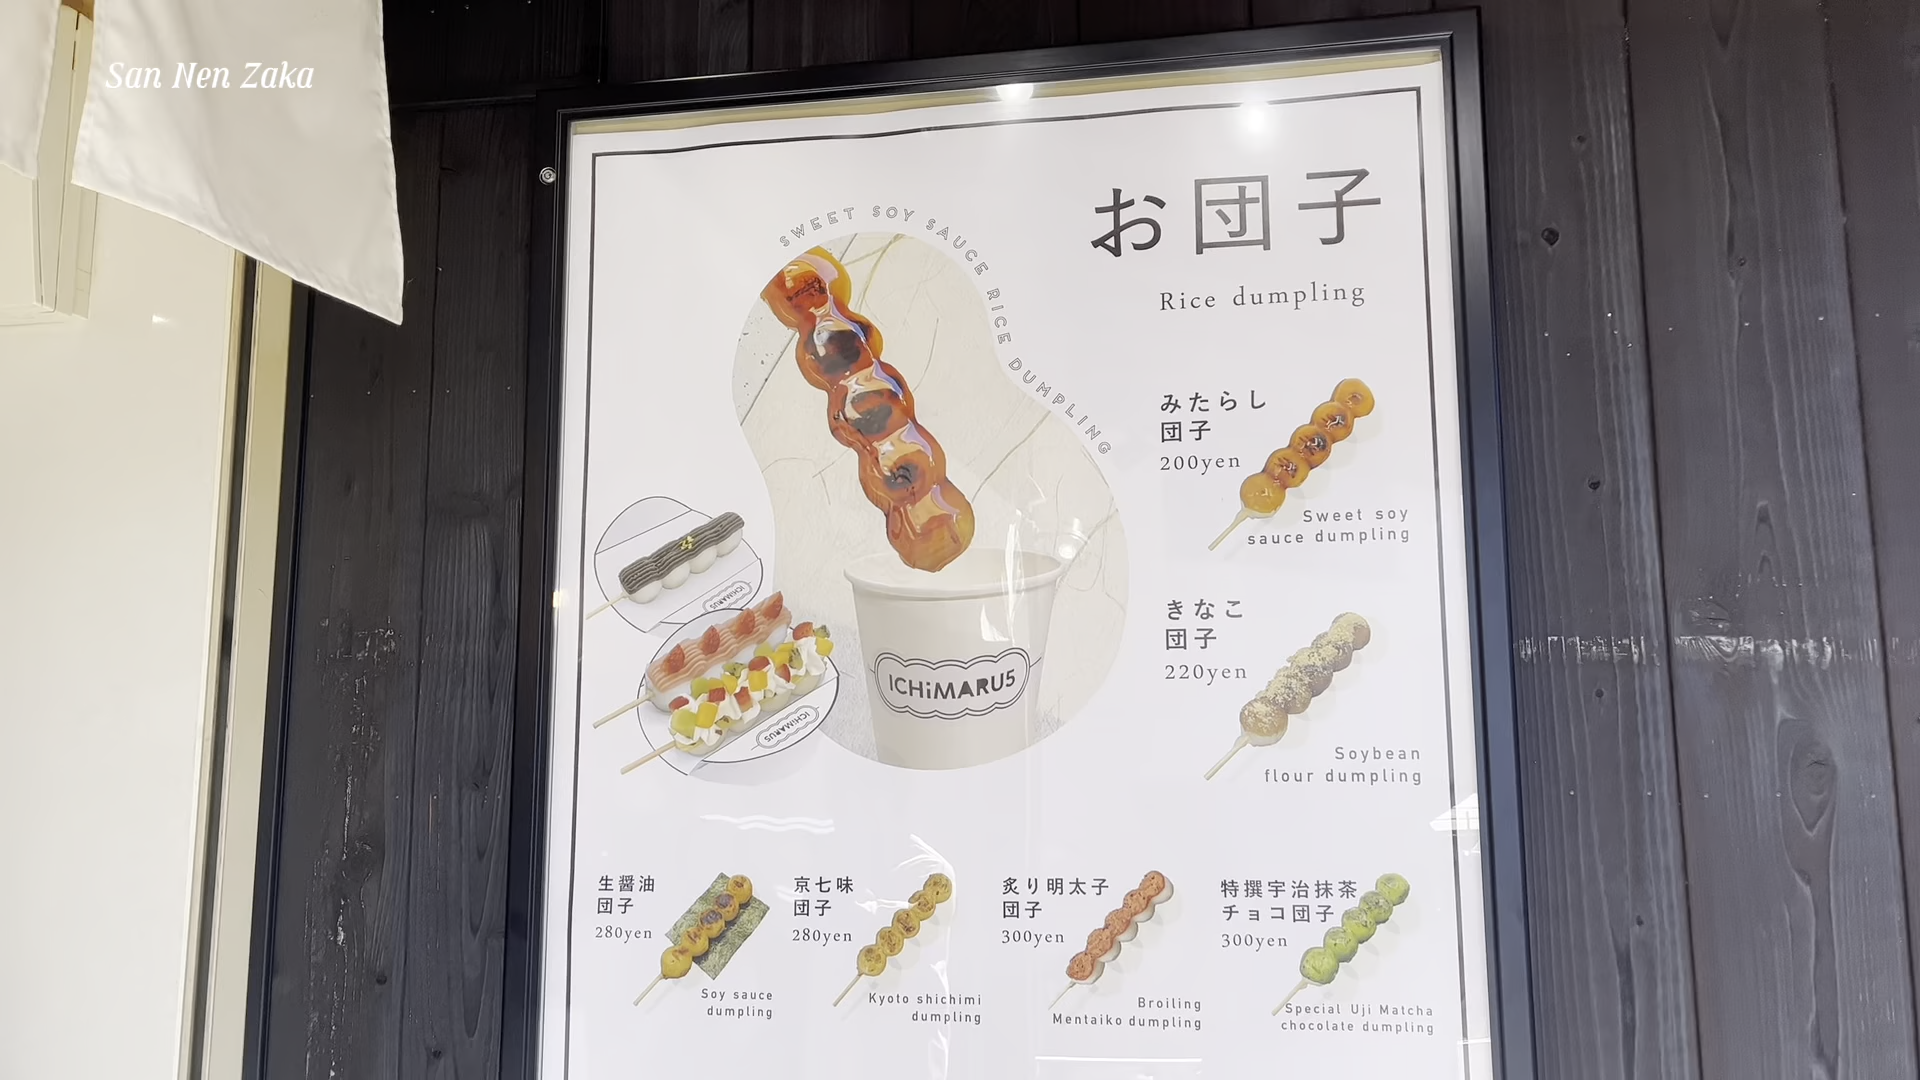 San Nen Zaka
お団子
Rice dumpling
SWEET SOY SAUCE RICE DUMPLING
みたらし
団子
200yen
Sweet soy
sauce dumpling
きなこ
団子
220yen
Soybean
flour dumpling
ICHiMARU5
ICHiMARU5
ICHiMARU5
生醤油
団子
280yen
Soy sauce
dumpling
京七味
団子
280yen
Kyoto shichimi
dumpling
炙り明太子
団子
300yen
Broiling
Mentaiko dumpling
特撰宇治抹茶
チョコ団子
300yen
Special Uji Matcha
chocolate dumpling